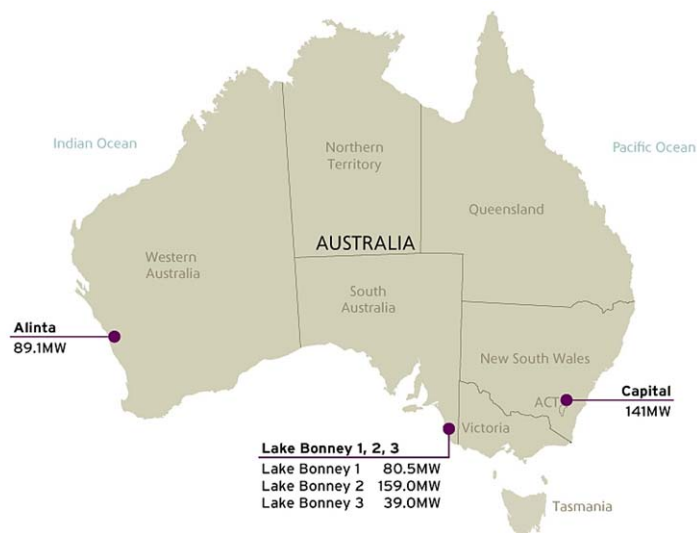 Indian Ocean
Pacific Ocean
Northern
Territory
Queensland
AUSTRALIA
Western
Australia
South
Australia
Alinta
89.1MW
New South Wales
ACT
Capital
141MW
Victoria
Lake Bonney 1, 2, 3
Lake Bonney 1 80.5MW
Lake Bonney 2 159.0MW
Lake Bonney 3 39.0MW
Tasmania